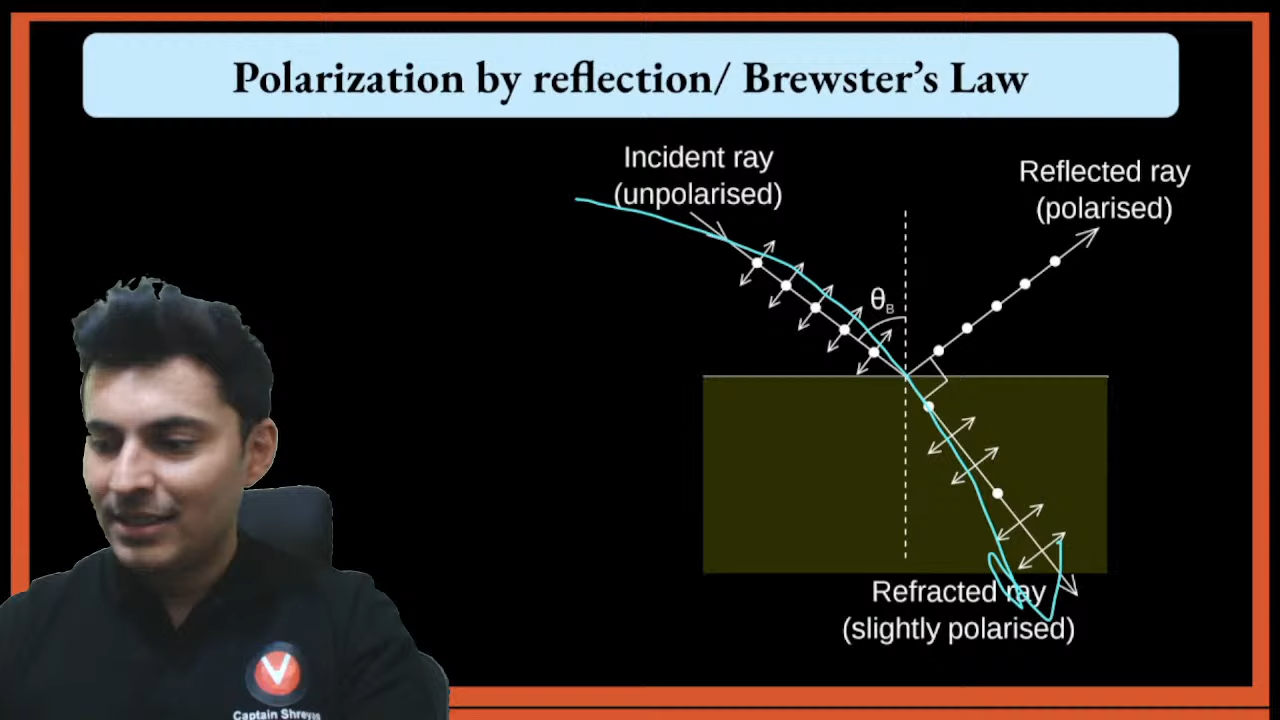 Polarization by reflection/ Brewster’s Law
Incident ray
(unpolarised)
Reflected ray
(polarised)
θB
Refracted ray
(slightly polarised)
V
Captain Shreyas